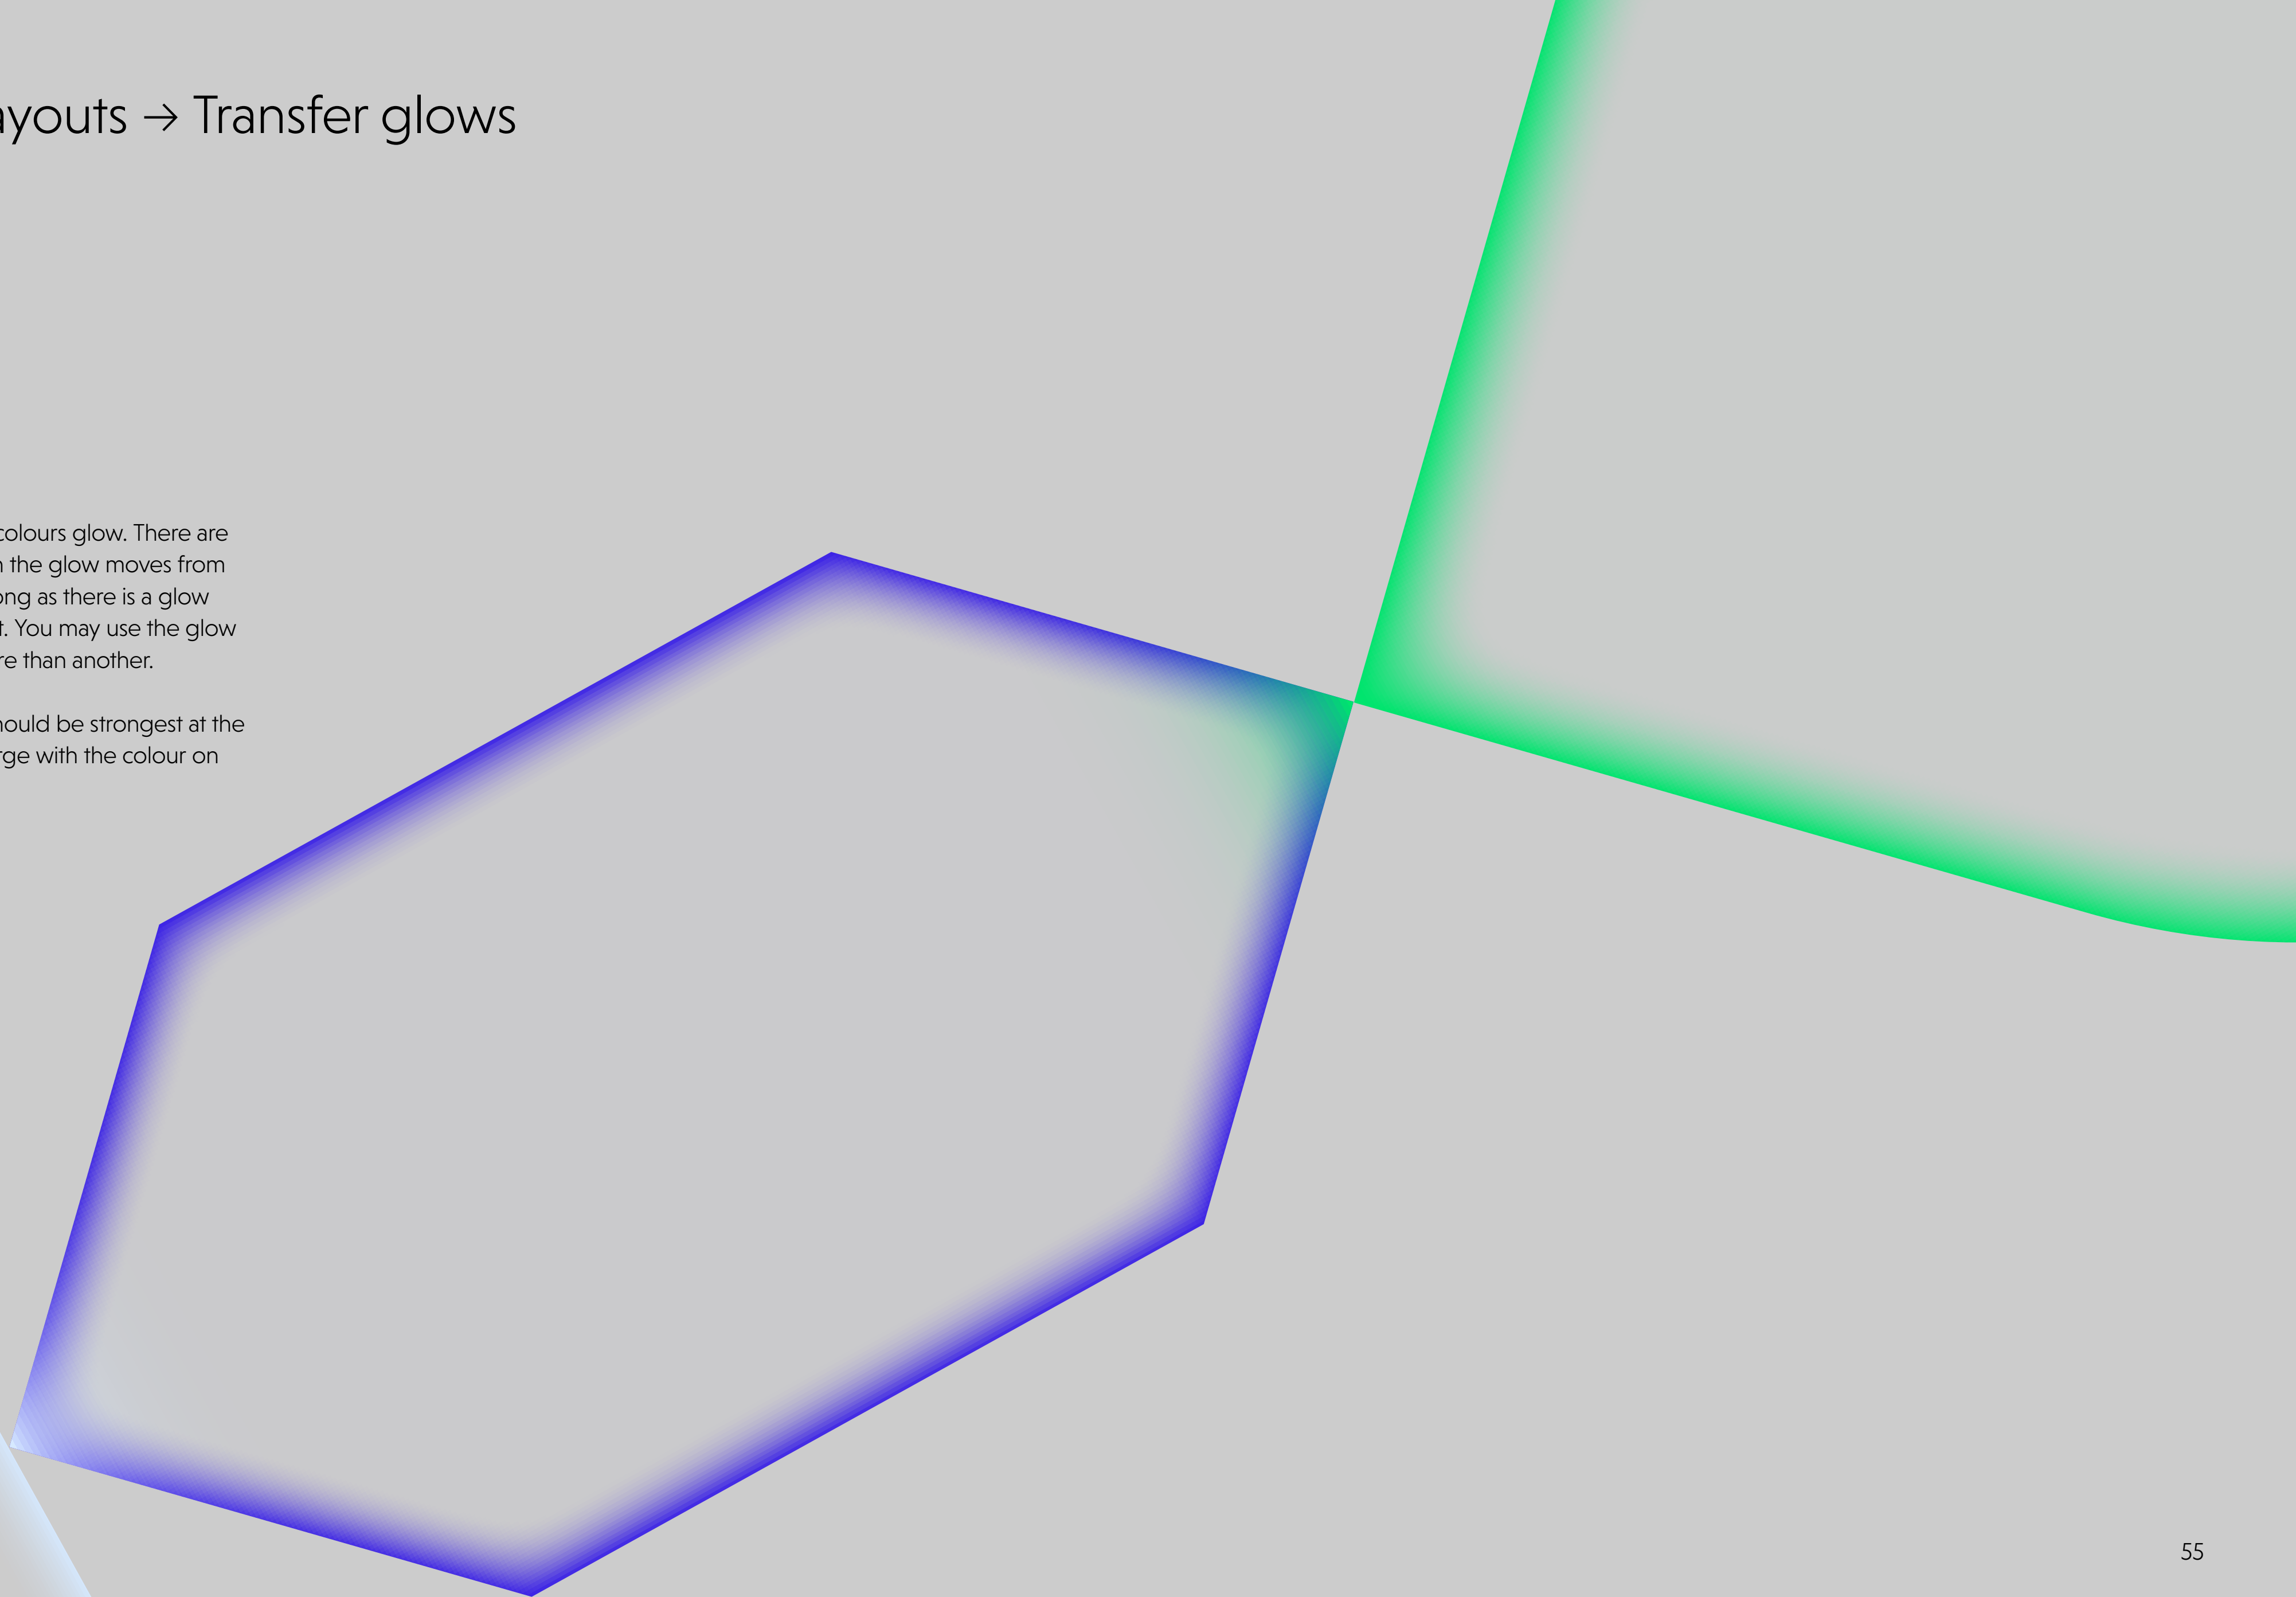 ayouts → Transfer glows
colours glow. There are
the glow moves from
ong as there is a glow
t. You may use the glow
re than another.
hould be strongest at the
rge with the colour on
55